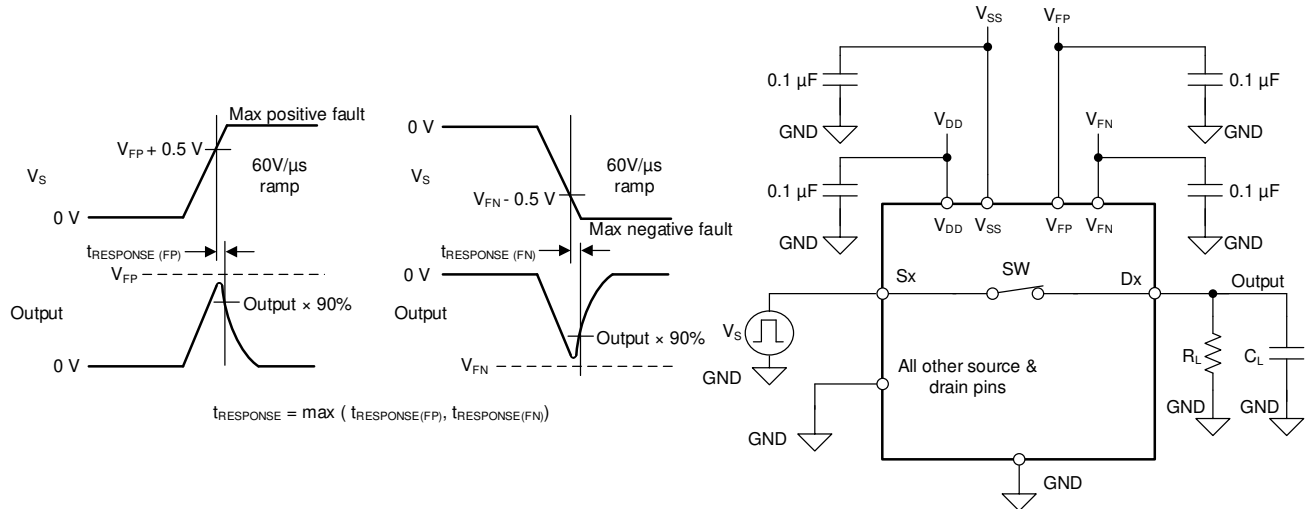 Max positive fault
V_FP + 0.5 V
60V/µs
ramp
V_S
0 V
t_RESPONSE (FP)
V_FP
Output × 90%
Output
0 V
0 V
60V/µs
ramp
V_S
V_FN - 0.5 V
Max negative fault
t_RESPONSE (FN)
0 V
Output
Output × 90%
V_FN
t_RESPONSE = max ( t_RESPONSE(FP), t_RESPONSE(FN))
V_SS
V_FP
0.1 µF
0.1 µF
GND
GND
V_DD
V_FN
0.1 µF
0.1 µF
GND
GND
V_DD
V_SS
V_FP
V_FN
Sx
SW
Dx
Output
V_S
GND
All other source &
drain pins
R_L
C_L
GND
GND
GND
GND